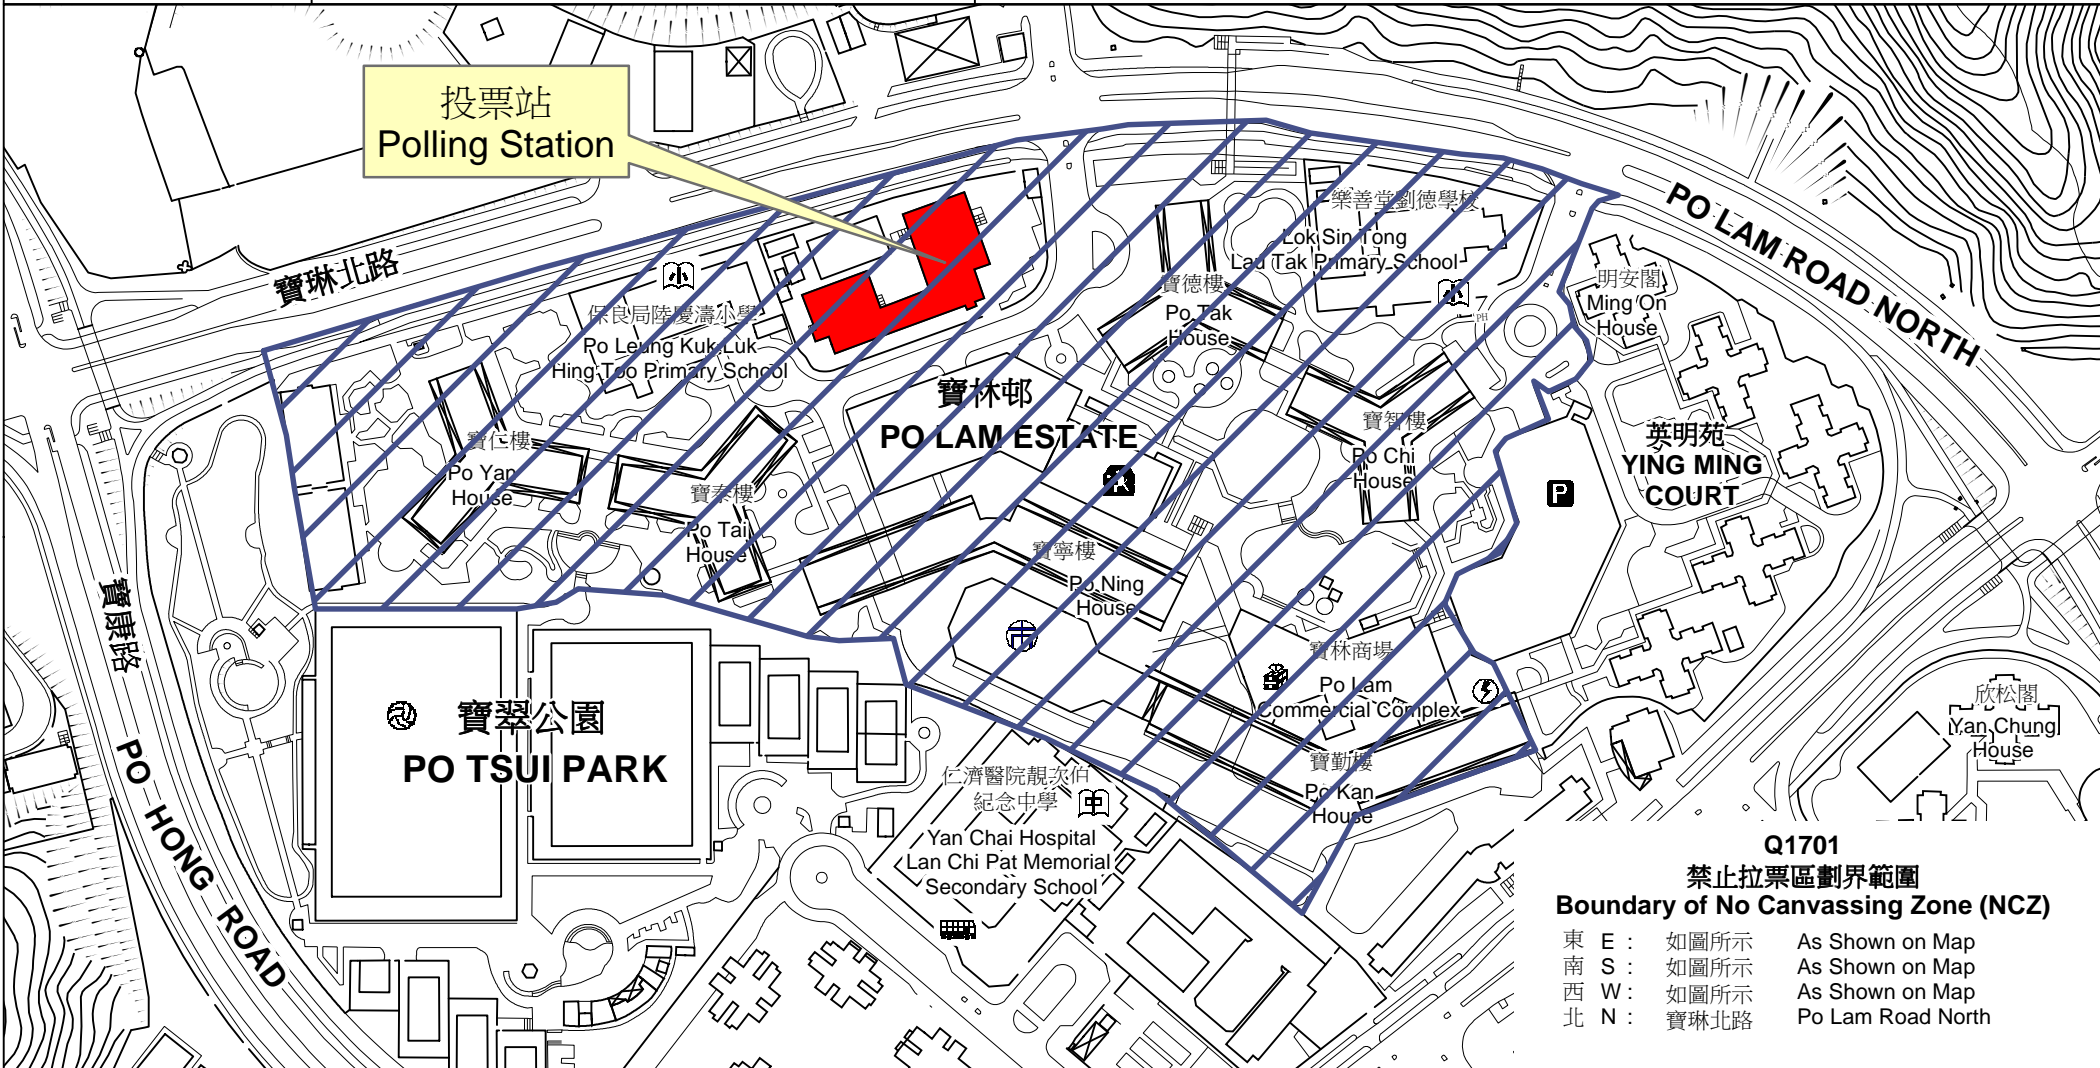 投票站
Polling Station
寶琳北路
PO LAM ROAD NORTH
樂善堂劉德學校
Lok Sin Tong
Lau Tak Primary School
寶德樓
Po Tak
House
明安閣
Ming On
House
保良局陸慶濤小學
Po Leung Kuk Luk
Hing Too Primary School
寶林邨
PO LAM ESTATE
寶智樓
Po Chi
House
英明苑
YING MING
COURT
P
寶仁樓
Po Yan
House
寶泰樓
Po Tai
House
寶寧樓
Po Ning
House
寶康路
PO HONG ROAD
寶林商場
Po Lam
Commercial Complex
寶翠公園
PO TSUI PARK
寶勤樓
Po Kan
House
欣松閣
Yan Chung
House
仁濟醫院靚次伯
紀念中學
Yan Chai Hospital
Lan Chi Pat Memorial
Secondary School
Q1701
禁止拉票區劃界範圍
Boundary of No Canvassing Zone (NCZ)
東 E : 如圖所示 As Shown on Map
南 S : 如圖所示 As Shown on Map
西 W : 如圖所示 As Shown on Map
北 N : 寶琳北路 Po Lam Road North